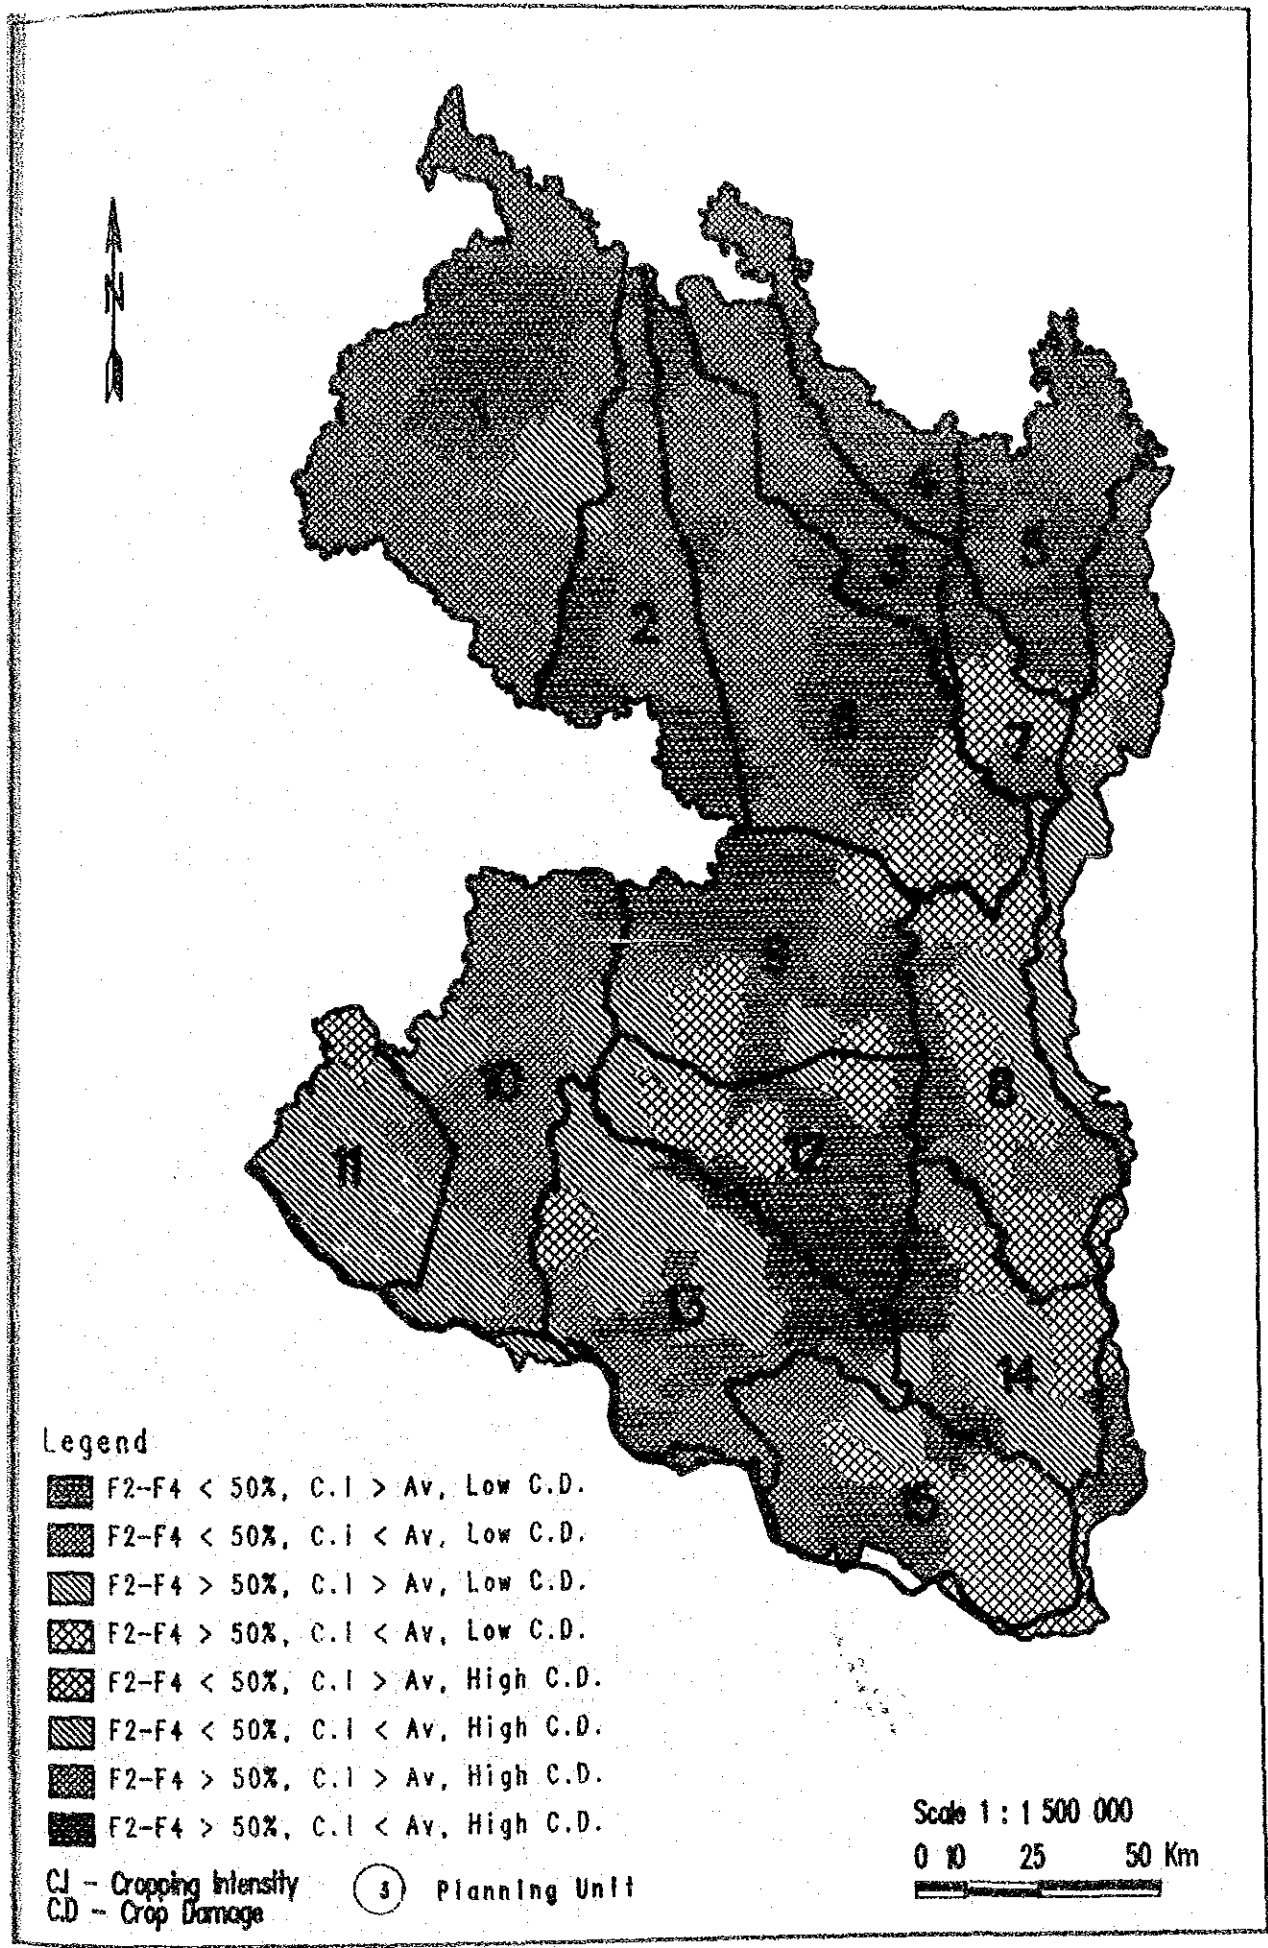 N
1
2
4
3
5
6
7
9
8
10
11
12
13
14
15
Legend
F2-F4 < 50%, C.I > Av, Low C.D.
F2-F4 < 50%, C.I < Av, Low C.D.
F2-F4 > 50%, C.I > Av, Low C.D.
F2-F4 > 50%, C.I < Av, Low C.D.
F2-F4 < 50%, C.I > Av, High C.D.
F2-F4 < 50%, C.I < Av, High C.D.
F2-F4 > 50%, C.I > Av, High C.D.
F2-F4 > 50%, C.I < Av, High C.D.
C.I - Cropping Intensity
C.D - Crop Damage
3 Planning Unit
Scale 1 : 1 500 000
0 10 25 50 Km